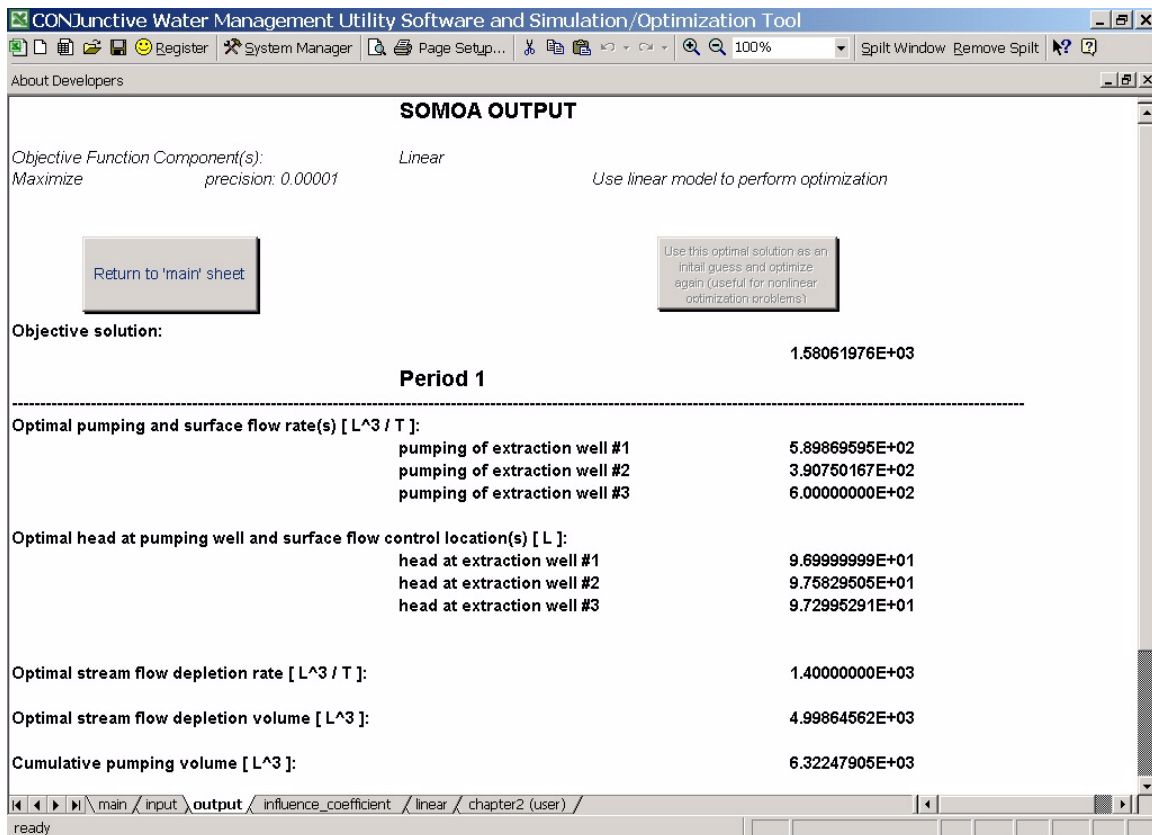 CONJunctive Water Management Utility Software and Simulation/Optimization Tool
Register System Manager Page Setup... 100% Spilt Window Remove Spilt
About Developers
SOMOA OUTPUT
Objective Function Component(s): Linear
Maximize precision: 0.00001 Use linear model to perform optimization
Return to 'main' sheet
Use this optimal solution as an
initail guess and optimize
again (useful for nonlinear
optimization problems)
Objective solution:
1.58061976E+03
Period 1
Optimal pumping and surface flow rate(s) [ L^3 / T ]:
pumping of extraction well #1 5.89869595E+02
pumping of extraction well #2 3.90750167E+02
pumping of extraction well #3 6.00000000E+02
Optimal head at pumping well and surface flow control location(s) [ L ]:
head at extraction well #1 9.69999999E+01
head at extraction well #2 9.75829505E+01
head at extraction well #3 9.72995291E+01
Optimal stream flow depletion rate [ L^3 / T ]: 1.40000000E+03
Optimal stream flow depletion volume [ L^3 ]: 4.99864562E+03
Cumulative pumping volume [ L^3 ]: 6.32247905E+03
main / input \ output / influence_coefficient / linear / chapter2 (user) /
ready